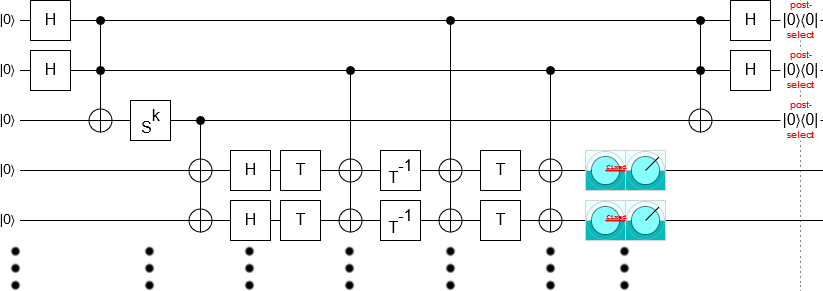 post-
|0⟩ H H |0⟩⟨0|
select
post-
|0⟩ H H |0⟩⟨0|
select
post-
|0⟩ S^k |0⟩⟨0|
select
|0⟩ H T T^-1 T
|0⟩ H T T^-1 T